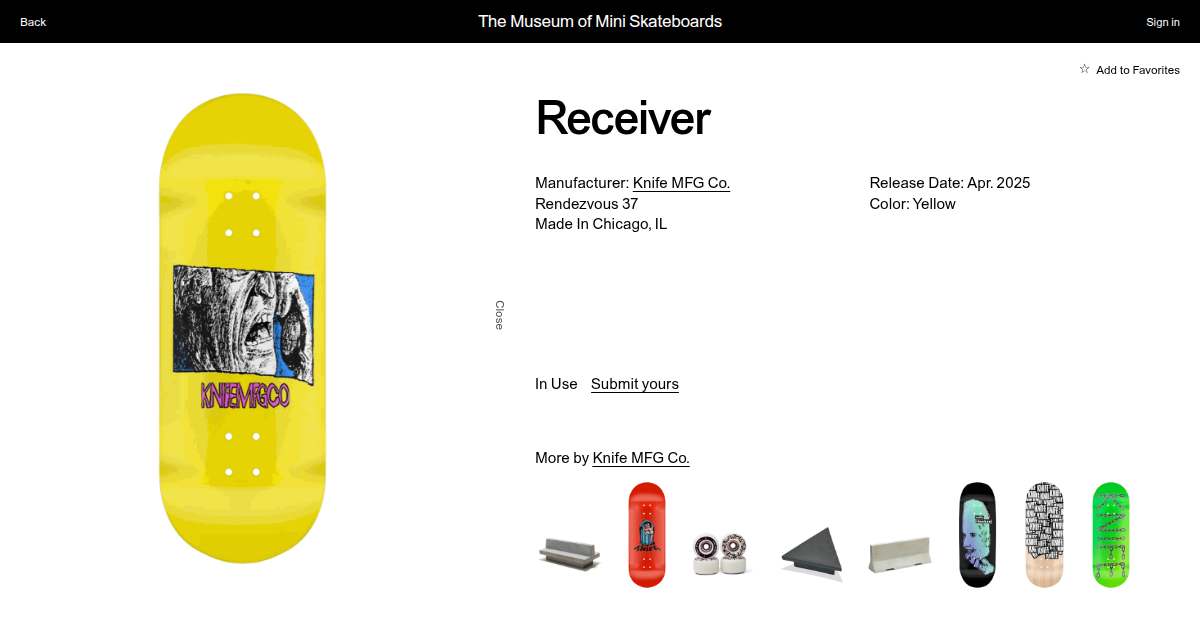 Back
The Museum of Mini Skateboards
Sign in
☆ Add to Favorites
Receiver
Manufacturer: Knife MFG Co.
Rendezvous 37
Made In Chicago, IL
Release Date: Apr. 2025
Color: Yellow
KNIFEMFGCO
Close
In Use Submit yours
More by Knife MFG Co.